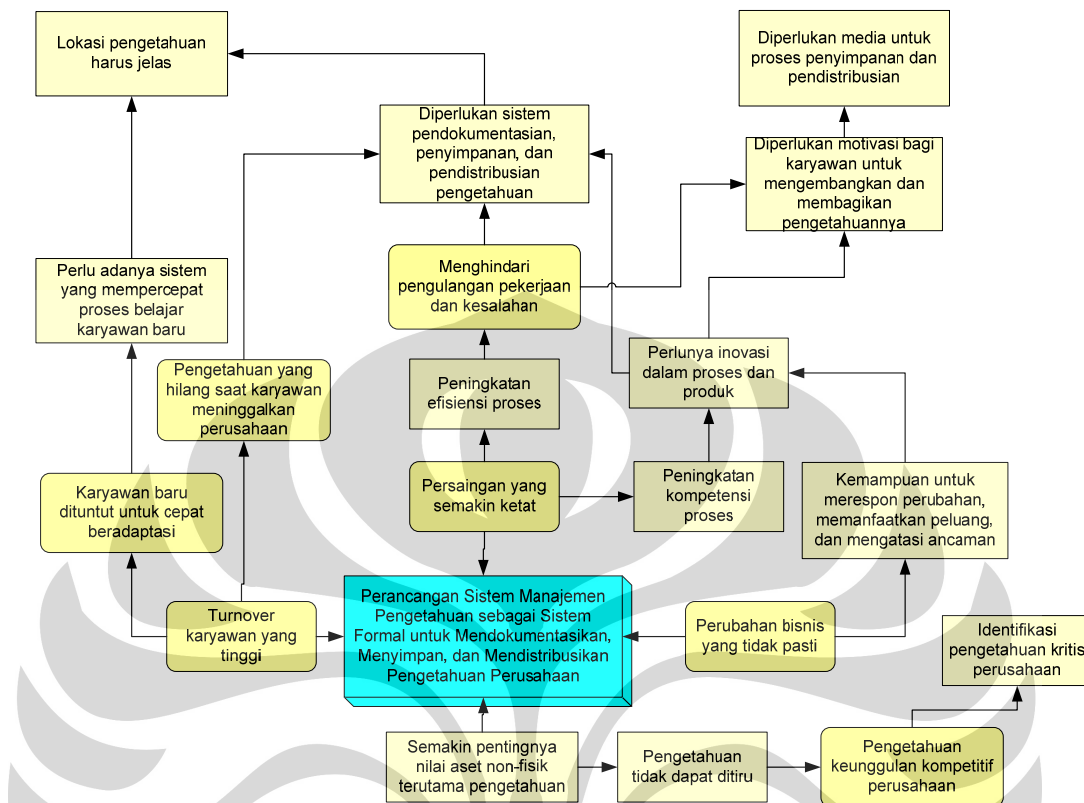 Lokasi pengetahuan
harus jelas
Diperlukan media untuk
proses penyimpanan dan
pendistribusian
Diperlukan sistem
pendokumentasian,
penyimpanan, dan
pendistribusian
pengetahuan
Diperlukan motivasi bagi
karyawan untuk
mengembangkan dan
membagikan
pengetahuannya
Perlu adanya sistem
yang mempercepat
proses belajar
karyawan baru
Menghindari
pengulangan pekerjaan
dan kesalahan
Pengetahuan yang
hilang saat karyawan
meninggalkan
perusahaan
Peningkatan
efisiensi proses
Perlunya inovasi
dalam proses dan
produk
Karyawan baru
dituntut untuk cepat
beradaptasi
Persaingan yang
semakin ketat
Peningkatan
kompetensi
proses
Kemampuan untuk
merespon perubahan,
memanfaatkan peluang,
dan mengatasi ancaman
Turnover
karyawan yang
tinggi
Perancangan Sistem Manajemen
Pengetahuan sebagai Sistem
Formal untuk Mendokumentasikan,
Menyimpan, dan Mendistribusikan
Pengetahuan Perusahaan
Perubahan bisnis
yang tidak pasti
Identifikasi
pengetahuan kritis
perusahaan
Semakin pentingnya
nilai aset non-fisik
terutama pengetahuan
Pengetahuan
tidak dapat ditiru
Pengetahuan
keunggulan kompetitif
perusahaan